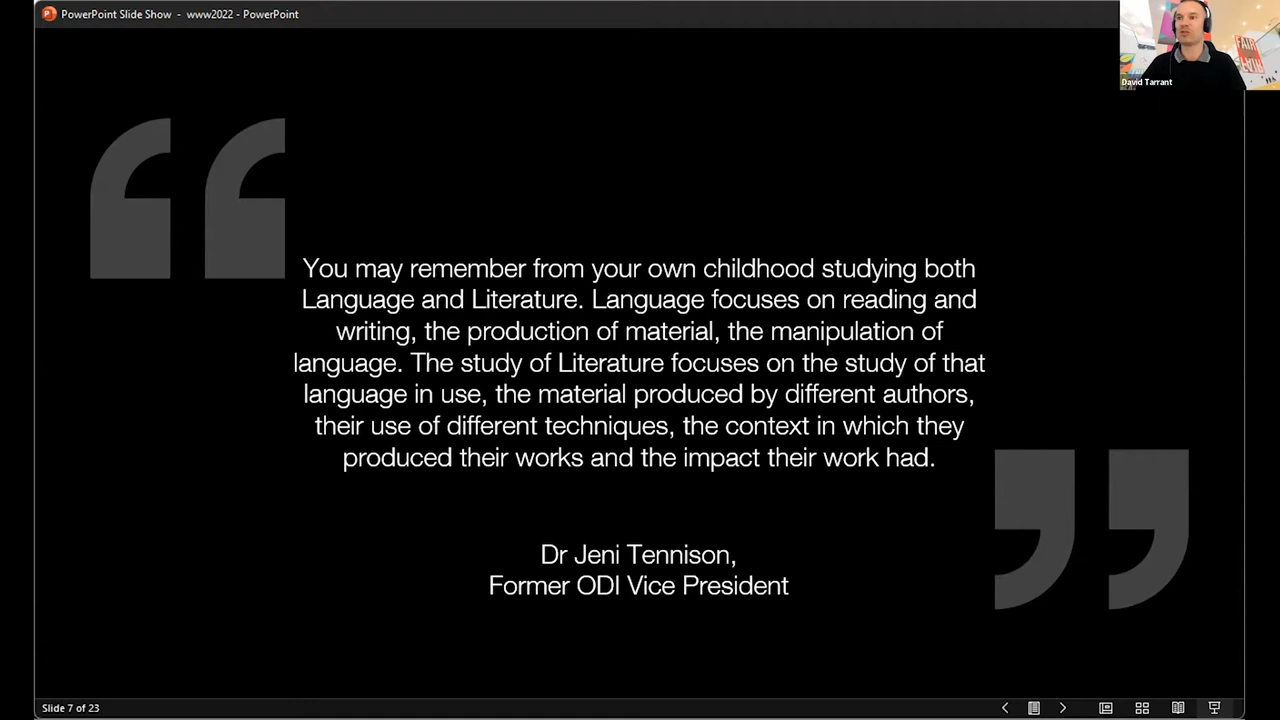 PowerPoint Slide Show - www2022 - PowerPoint
FAIR
David Tarrant
You may remember from your own childhood studying both
Language and Literature. Language focuses on reading and
writing, the production of material, the manipulation of
language. The study of Literature focuses on the study of that
language in use, the material produced by different authors,
their use of different techniques, the context in which they
produced their works and the impact their work had.
Dr Jeni Tennison,
Former ODI Vice President
Slide 7 of 23